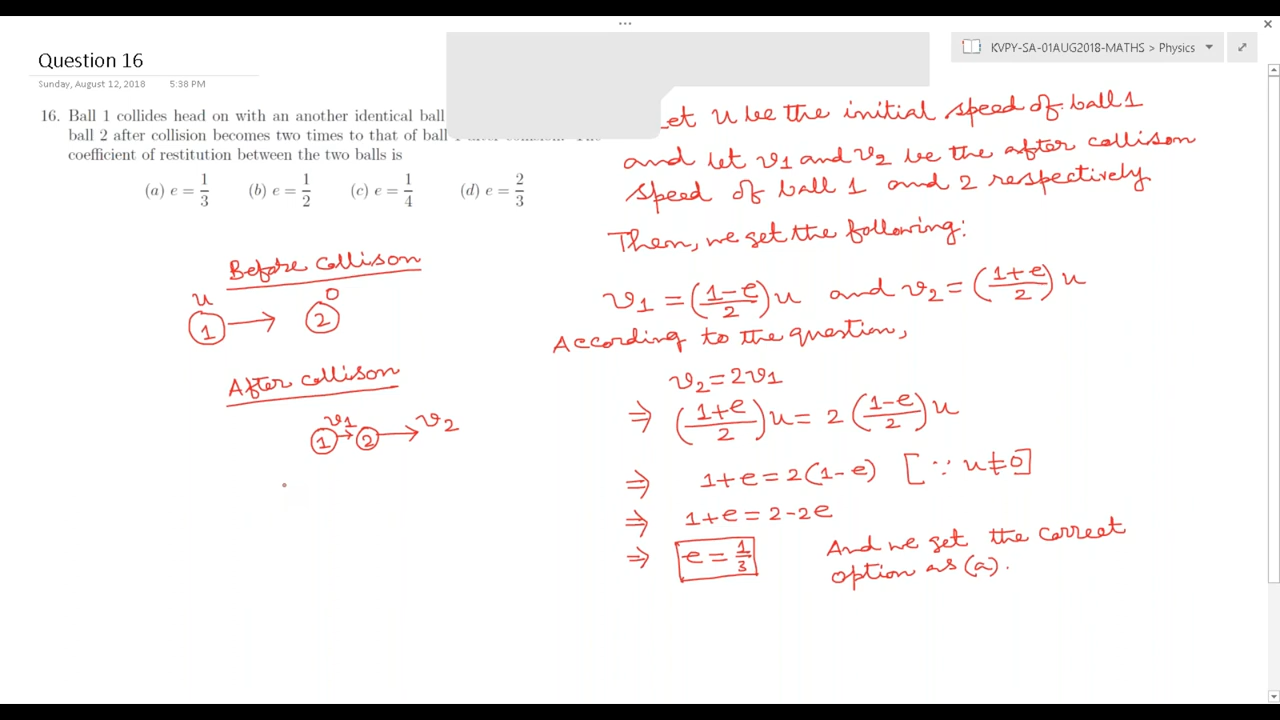 Question 16
Sunday, August 12, 2018 5:38 PM
KVPY-SA-01AUG2018-MATHS > Physics
16. Ball 1 collides head on with an another identical ball
ball 2 after collision becomes two times to that of ball
coefficient of restitution between the two balls is
(a) e = 1/3 (b) e = 1/2 (c) e = 1/4 (d) e = 2/3
Before collison
u 0
1 2
After collison
v1 v2
1 2
u be the initial speed of ball 1
and let v1 and v2 be the after collison
speed of ball 1 and 2 respectively
Then, we get the following:
v1 = (1-e/2)u and v2 = (1+e/2)u
According to the question,
v2 = 2v1
⇒ (1+e/2)u = 2(1-e/2)u
⇒ 1+e = 2(1-e) [∵ u≠0]
⇒ 1+e = 2-2e
⇒ e = 1/3
And we get the correct
option as (a).